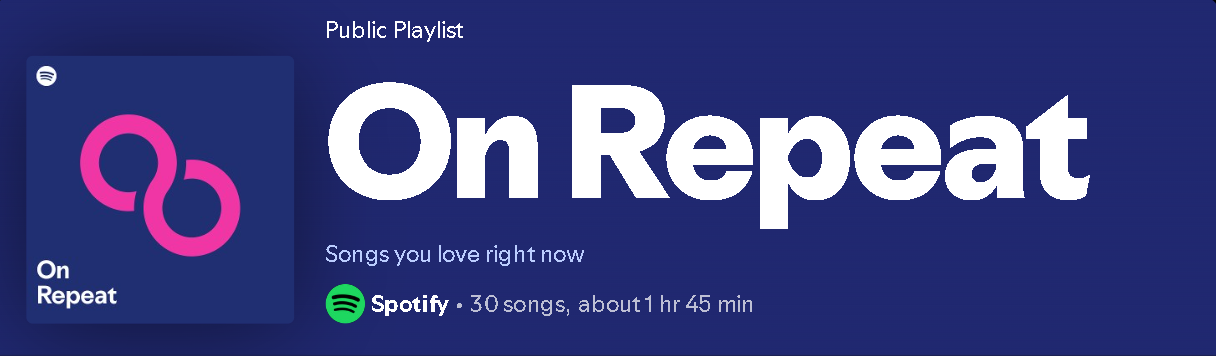 Public Playlist
On Repeat
Songs you love right now
Spotify • 30 songs, about 1 hr 45 min
On
Repeat